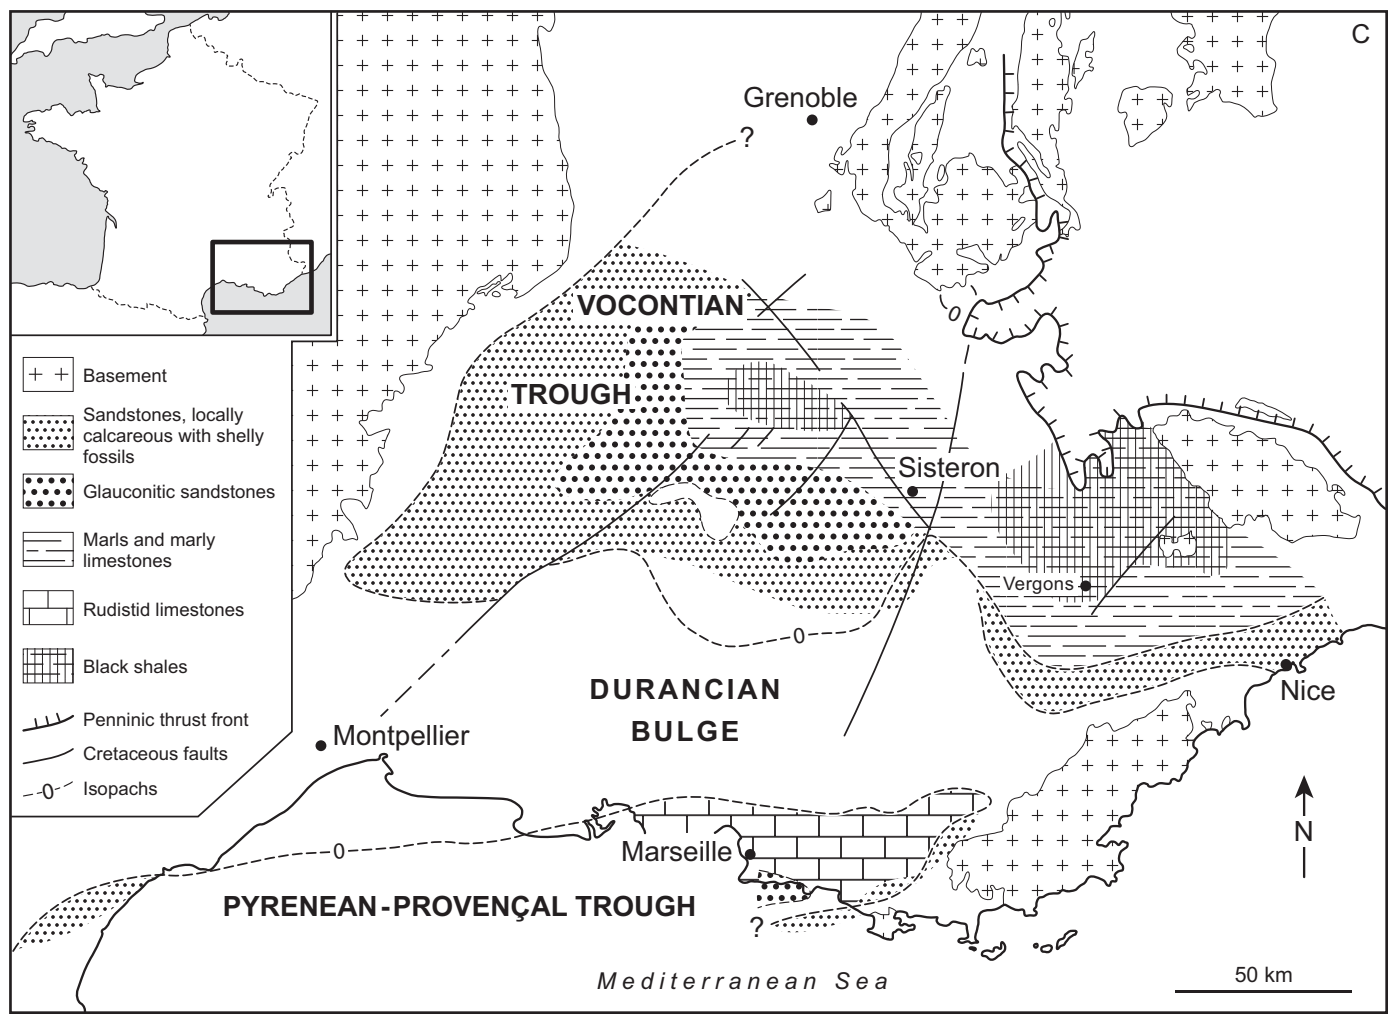 C
Grenoble
?
VOCONTIAN
0
TROUGH
Sisteron
Vergons
0
DURANCIAN
BULGE
Nice
Montpellier
0
Marseille
PYRENEAN-PROVENÇAL TROUGH
?
N
Mediterranean Sea
50 km
Basement
Sandstones, locally
calcareous with shelly
fossils
Glauconitic sandstones
Marls and marly
limestones
Rudistid limestones
Black shales
Penninic thrust front
Cretaceous faults
0
Isopachs